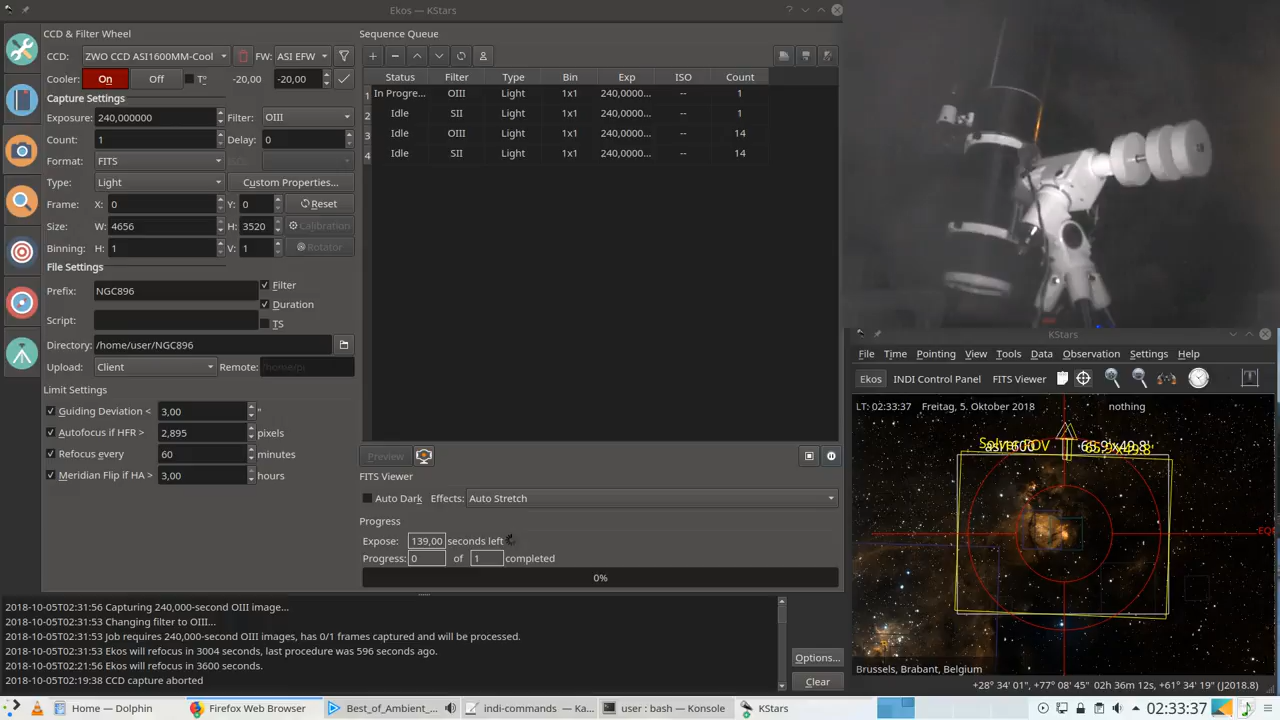 Ekos — KStars
CCD & Filter Wheel
CCD: ZWO CCD ASI1600MM-Cool FW: ASI EFW
Cooler: On Off Tº -20,00 -20,00
Capture Settings
Exposure: 240,000000 Filter: OIII
Count: 1 Delay: 0
Format: FITS
Type: Light Custom Properties...
Frame: X: 0 Y: 0 Reset
Size: W: 4656 H: 3520 Calibration
Binning: H: 1 V: 1 Rotator
File Settings
Prefix: NGC896 Filter
Duration
Script: TS
Directory: /home/user/NGC896
Upload: Client Remote: /home/pi
Limit Settings
Guiding Deviation < 3,00 "
Autofocus if HFR > 2,895 pixels
Refocus every 60 minutes
Meridian Flip if HA > 3,00 hours
Sequence Queue
Status Filter Type Bin Exp ISO Count
1 In Progre... OIII Light 1x1 240,0000... -- 1
2 Idle SII Light 1x1 240,0000... -- 1
3 Idle OIII Light 1x1 240,0000... -- 14
4 Idle SII Light 1x1 240,0000... -- 14
Preview
FITS Viewer
Auto Dark Effects: Auto Stretch
Progress
Expose: 139,00 seconds left
Progress: 0 of 1 completed
0%
2018-10-05T02:31:56 Capturing 240,000-second OIII image...
2018-10-05T02:31:53 Changing filter to OIII...
2018-10-05T02:31:53 Job requires 240,000-second OIII images, has 0/1 frames captured and will be processed.
2018-10-05T02:31:53 Ekos will refocus in 3004 seconds, last procedure was 596 seconds ago.
2018-10-05T02:21:56 Ekos will refocus in 3600 seconds.
2018-10-05T02:19:38 CCD capture aborted
Options...
Clear
KStars
File Time Pointing View Tools Data Observation Settings Help
Ekos INDI Control Panel FITS Viewer
LT: 02:33:37 Freitag, 5. Oktober 2018 nothing
Brussels, Brabant, Belgium
+28° 34' 01", +77° 08' 45" 02h 36m 12s, +61° 34' 19" (J2018.8)
Home — Dolphin Firefox Web Browser Best_of_Ambient_... indi-commands — Ka... user : bash — Konsole KStars 02:33:37